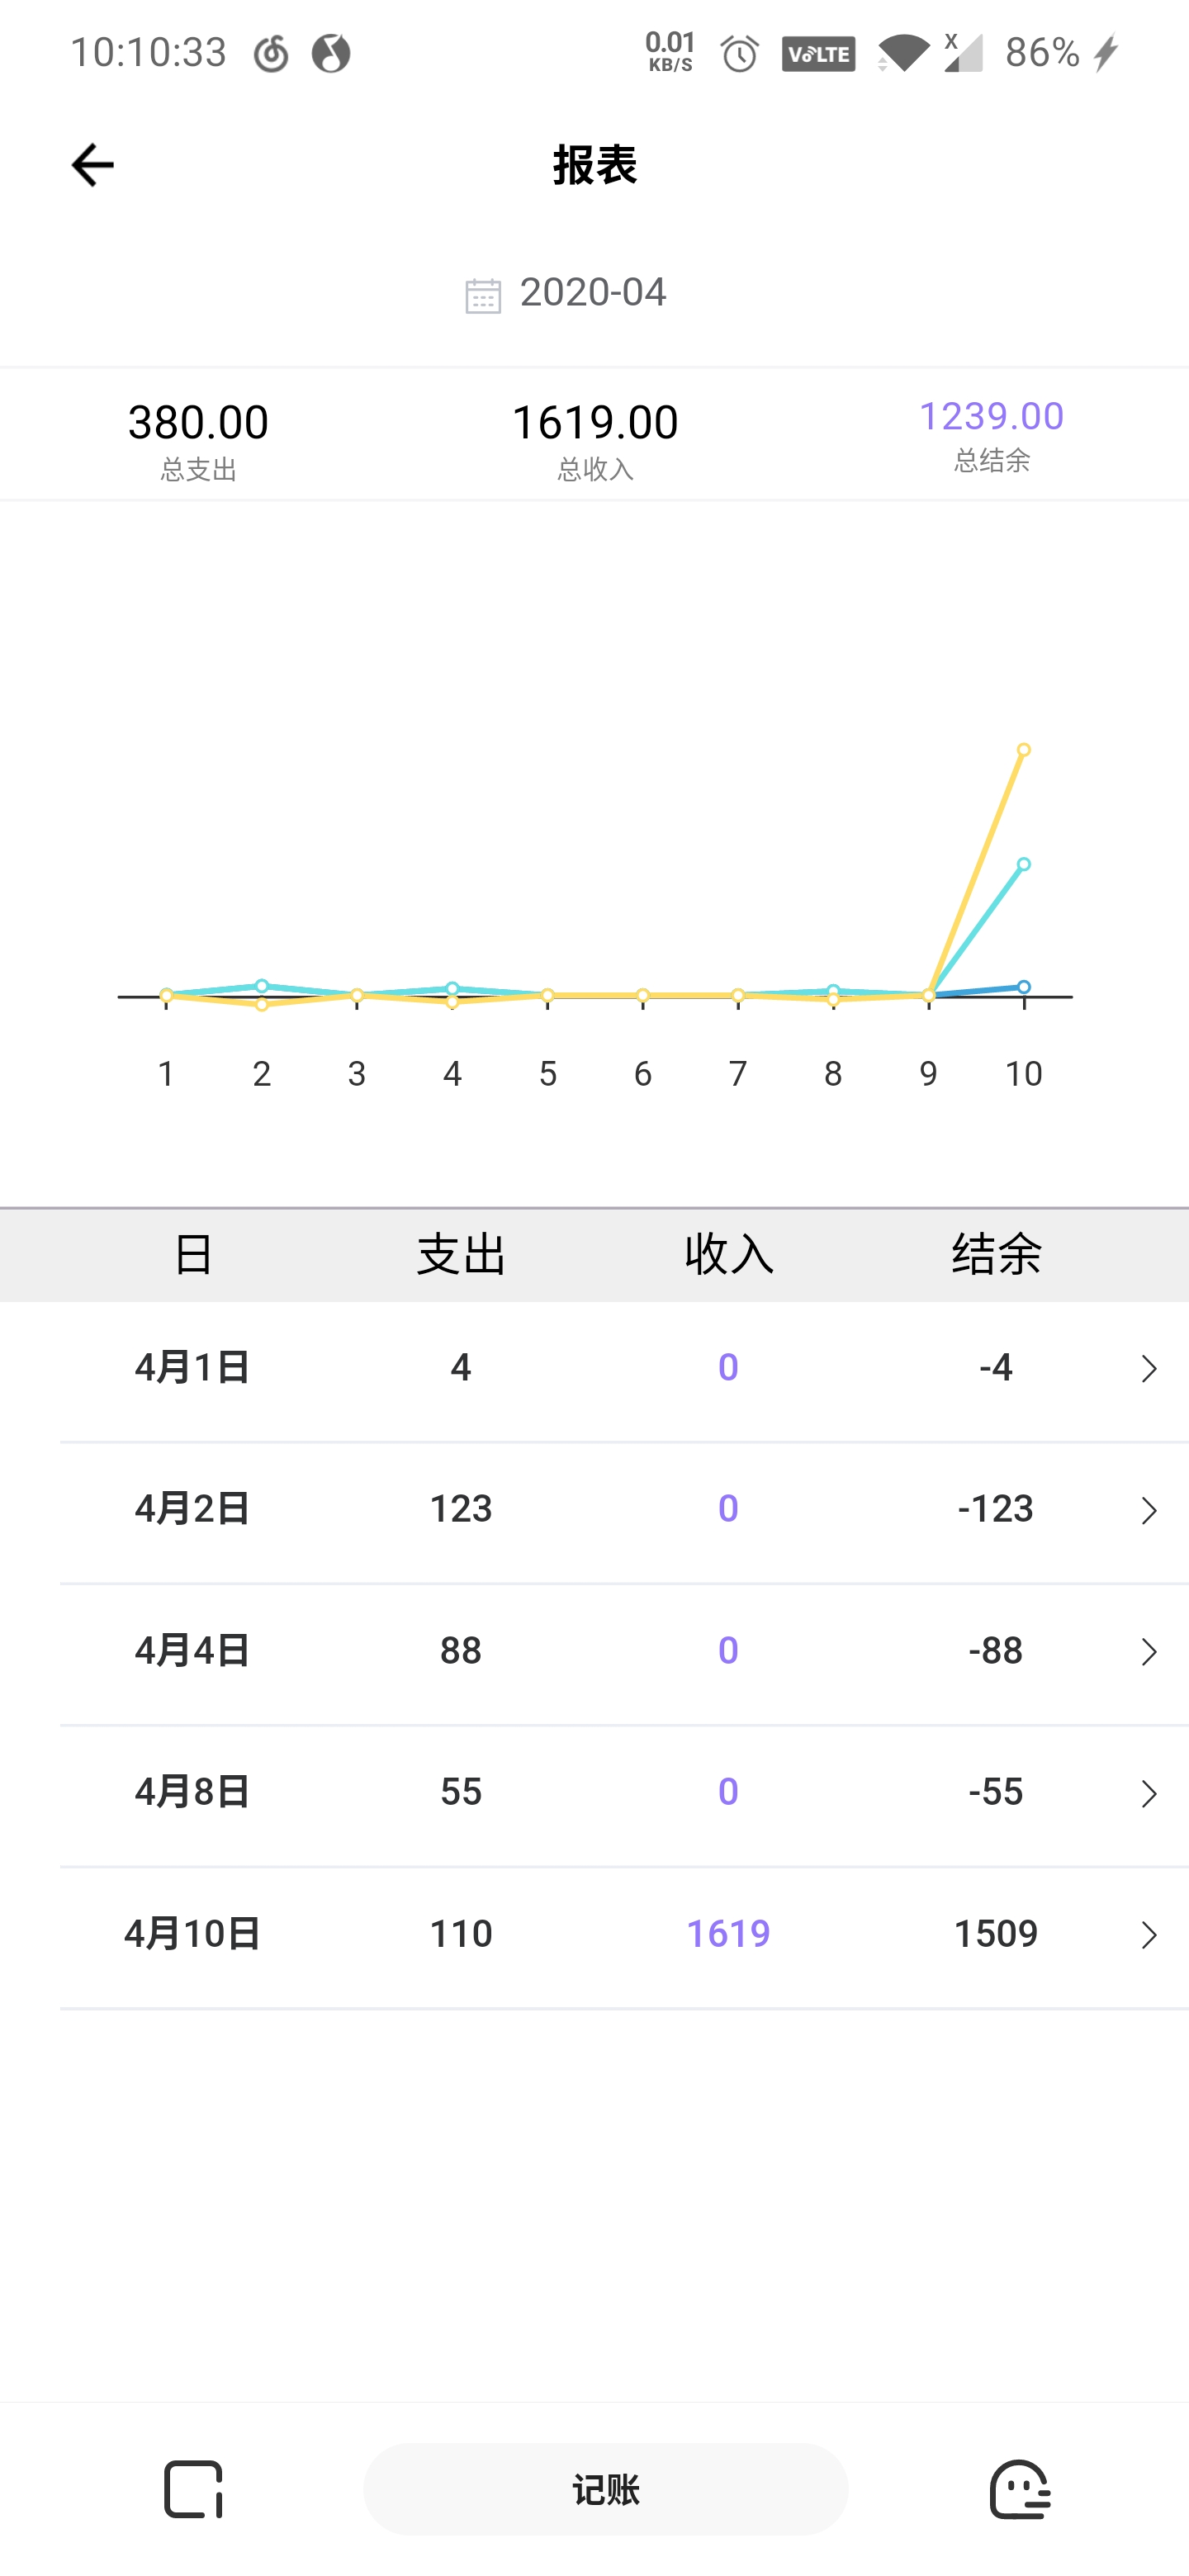 10:10:33 0.01 KB/S VoLTE X 86%
报表
2020-04
380.00 1619.00 1239.00
总支出 总收入 总结余
1 2 3 4 5 6 7 8 9 10
日 支出 收入 结余
4月1日 4 0 -4
4月2日 123 0 -123
4月4日 88 0 -88
4月8日 55 0 -55
4月10日 110 1619 1509
记账